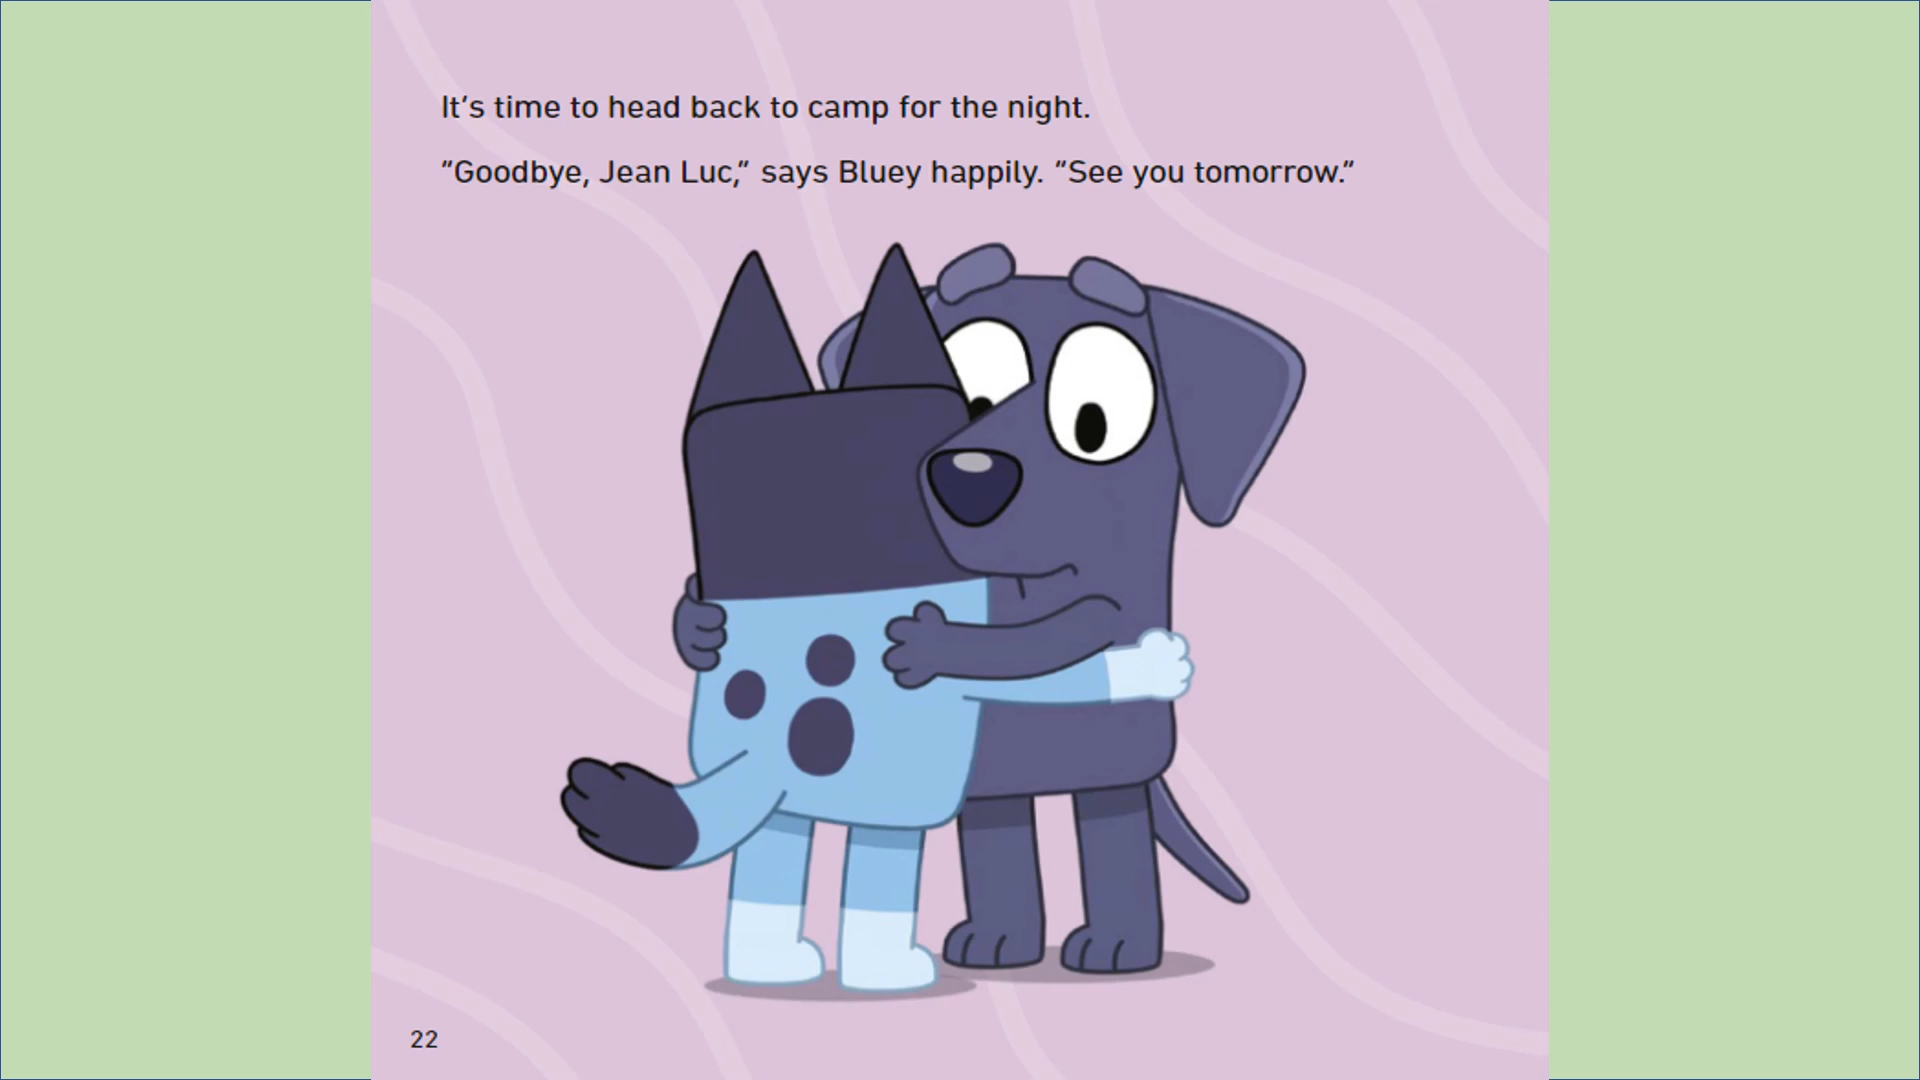 It's time to head back to camp for the night.
"Goodbye, Jean Luc," says Bluey happily. "See you tomorrow."
22